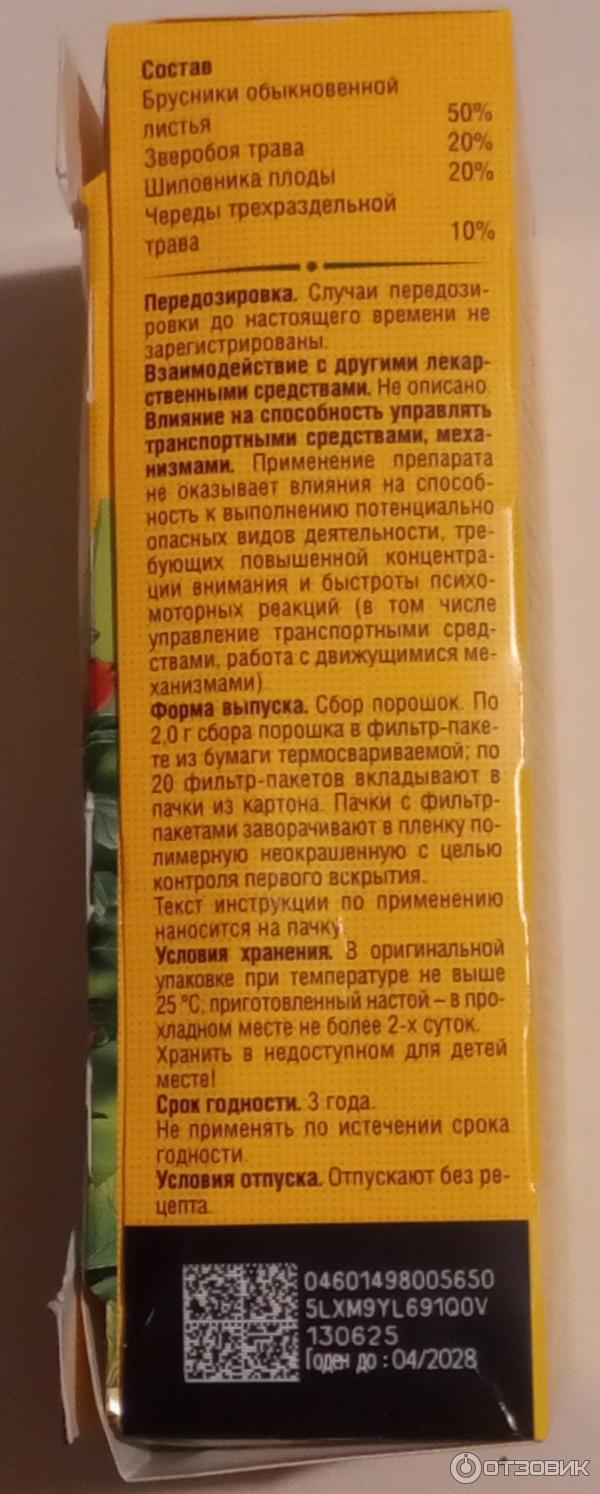 Состав
Брусники обыкновенной
листья 50%
Зверобоя трава 20%
Шиповника плоды 20%
Череды трехраздельной
трава 10%
Передозировка. Случаи передози-
ровки до настоящего времени не
зарегистрированы.
Взаимодействие с другими лекар-
ственными средствами. Не описано.
Влияние на способность управлять
транспортными средствами, меха-
низмами. Применение препарата
не оказывает влияния на способ-
ность к выполнению потенциально
опасных видов деятельности, тре-
бующих повышенной концентра-
ции внимания и быстроты психо-
моторных реакций (в том числе
управление транспортными сред-
ствами, работа с движущимися ме-
ханизмами).
Форма выпуска. Сбор порошок. По
2,0 г сбора порошка в фильтр-паке-
те из бумаги термосвариваемой; по
20 фильтр-пакетов вкладывают в
пачки из картона. Пачки с фильтр-
пакетами заворачивают в пленку по-
лимерную неокрашенную с целью
контроля первого вскрытия.
Текст инструкции по применению
наносится на пачку.
Условия хранения. В оригинальной
упаковке при температуре не выше
25 °С; приготовленный настой – в про-
хладном месте не более 2-х суток.
Хранить в недоступном для детей
месте!
Срок годности. 3 года.
Не применять по истечении срока
годности.
Условия отпуска. Отпускают без ре-
цепта.
04601498005650
5LXM9YL691Q0V
130625
Годен до : 04/2028
ОТЗОВИК